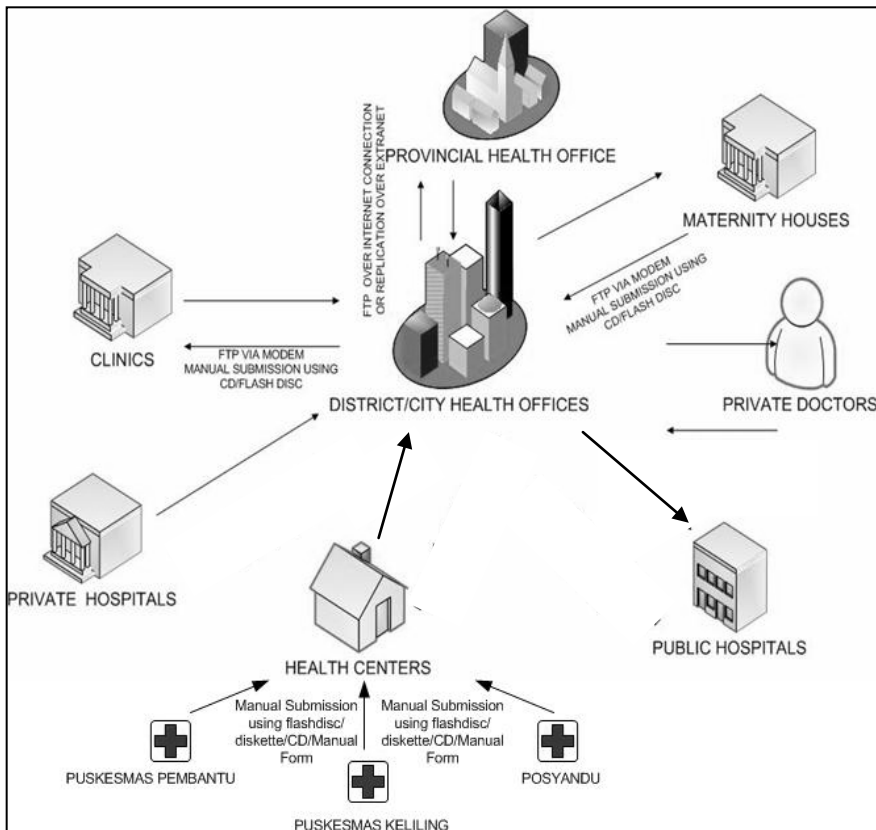 PROVINCIAL HEALTH OFFICE
FTP OVER INTERNET CONNECTION
OR REPLICATION OVER EXTRANET
MATERNITY HOUSES
FTP VIA MODEM
MANUAL SUBMISSION USING
CD/FLASH DISC
CLINICS
FTP VIA MODEM
MANUAL SUBMISSION USING
CD/FLASH DISC
DISTRICT/CITY HEALTH OFFICES
PRIVATE DOCTORS
PRIVATE HOSPITALS
PUBLIC HOSPITALS
HEALTH CENTERS
Manual Submission
using flashdisc/
diskette/CD/Manual
Form
Manual Submission
using flashdisc/
diskette/CD/Manual
Form
PUSKESMAS PEMBANTU
POSYANDU
PUSKESMAS KELILING